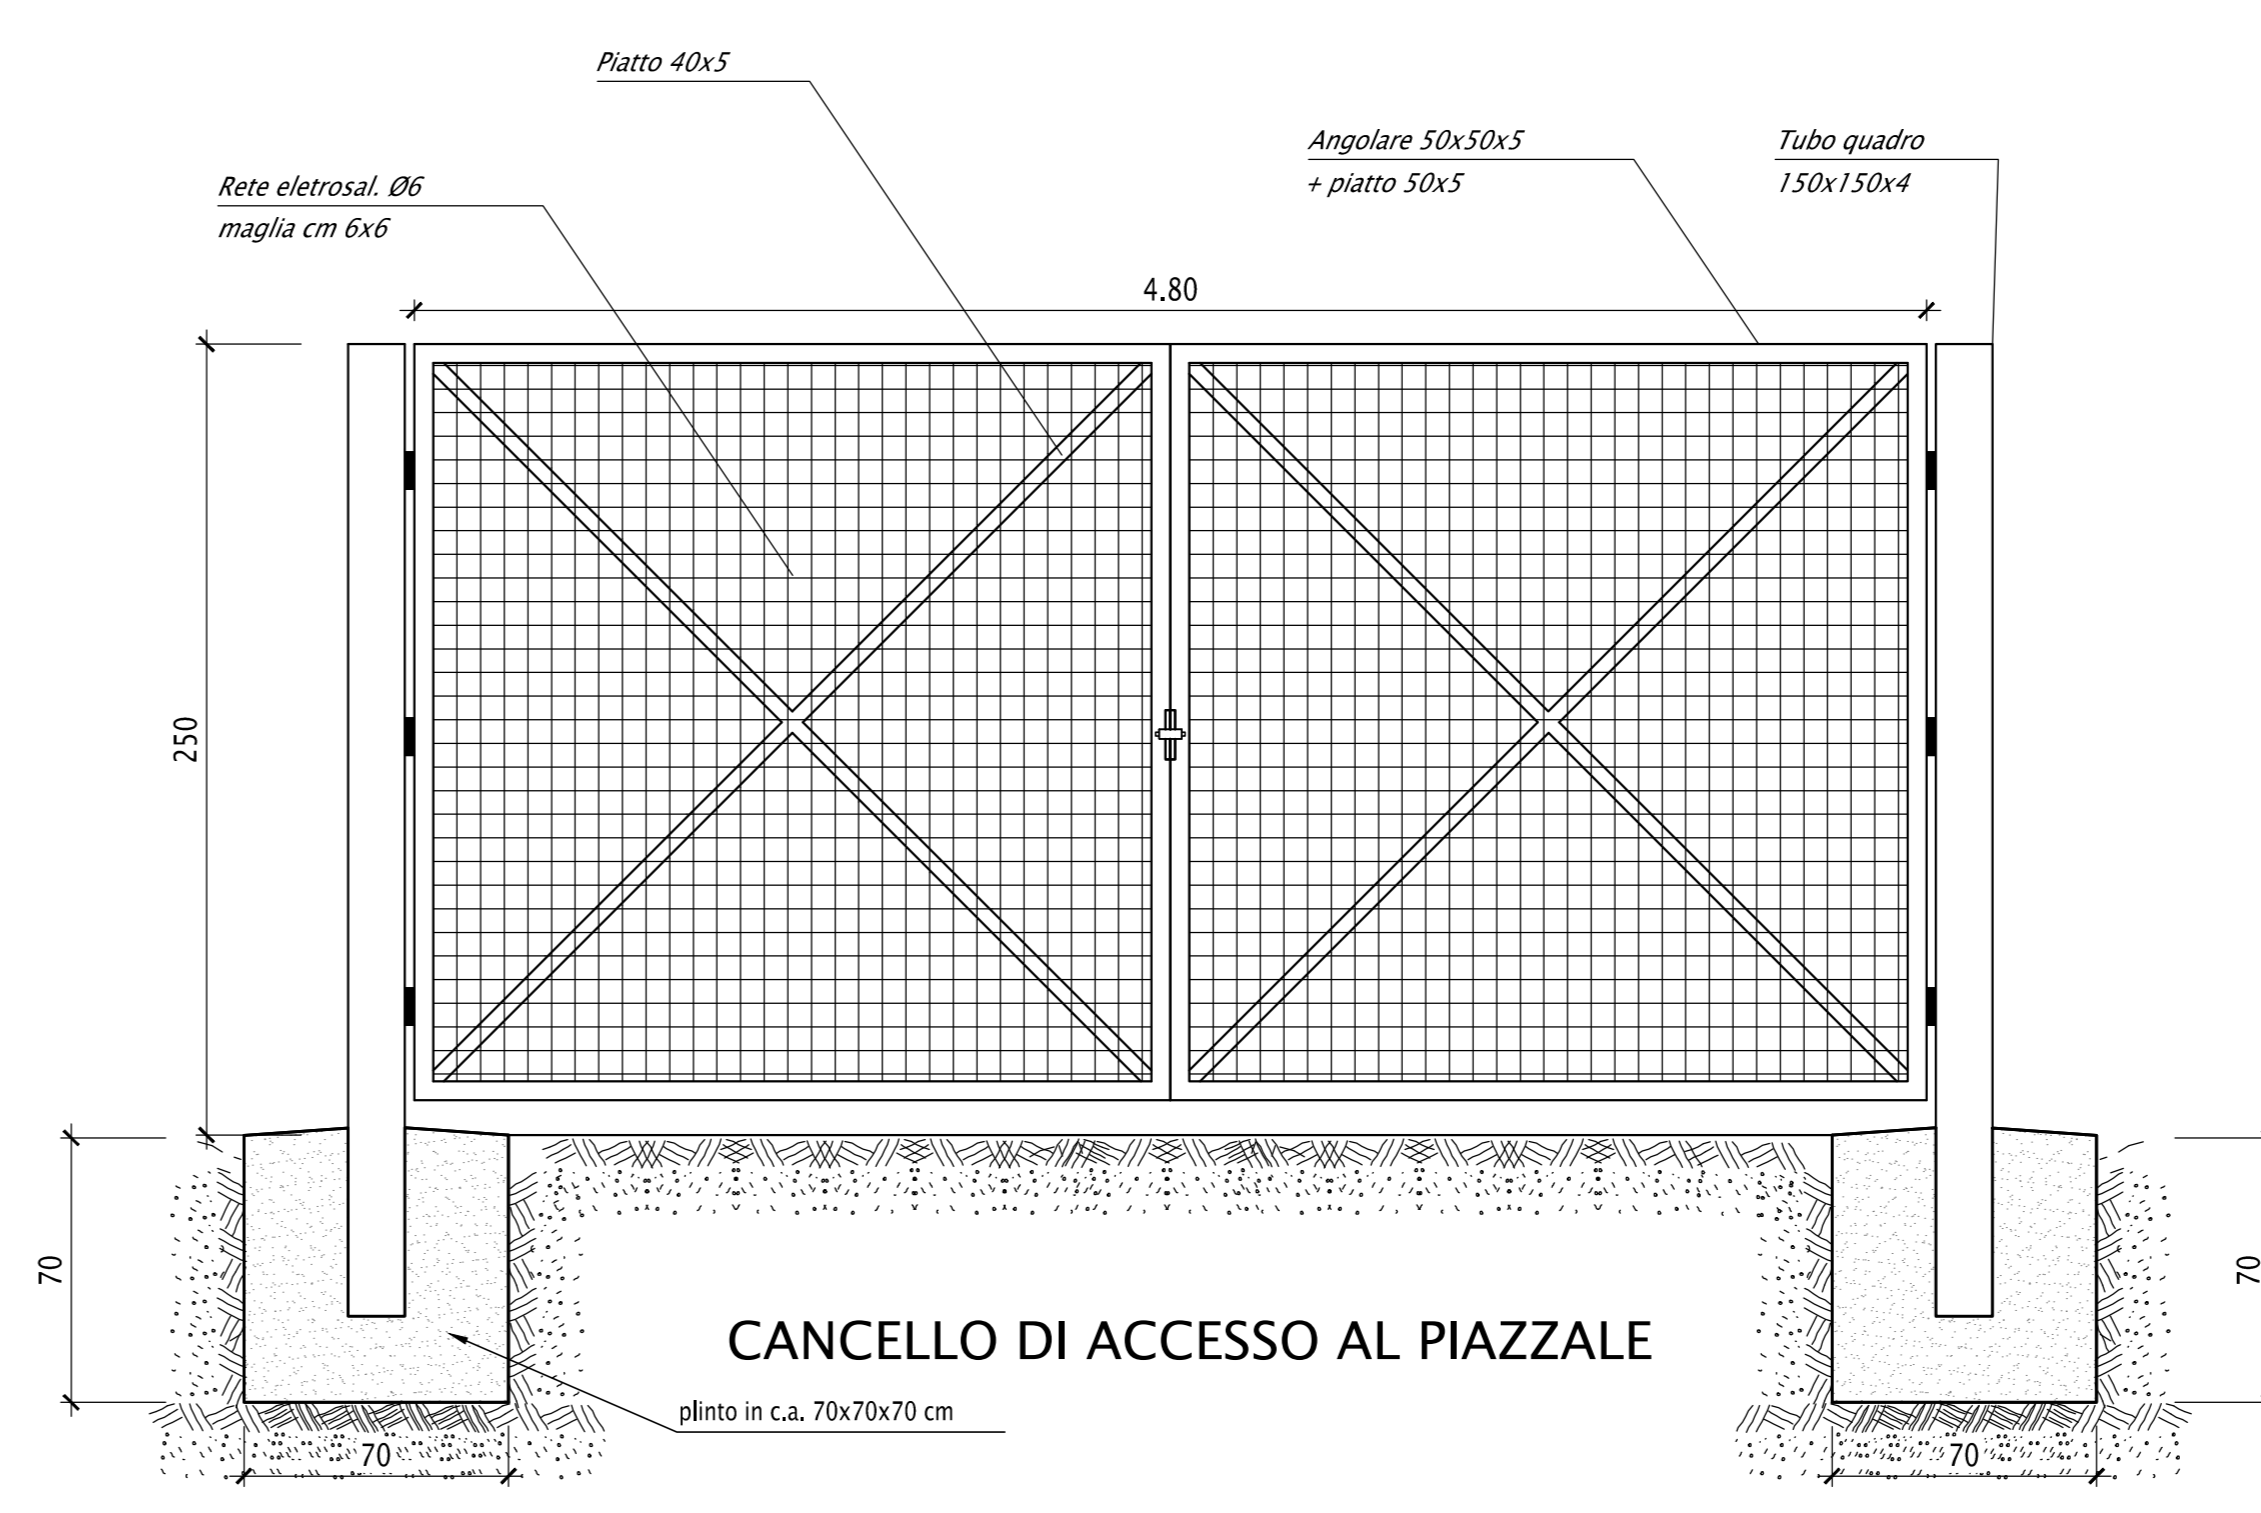 Piatto 40x5
Angolare 50x50x5
+ piatto 50x5
Tubo quadro
150x150x4
Rete eletrosal. Ø6
maglia cm 6x6
4.80
250
70
70
CANCELLO DI ACCESSO AL PIAZZALE
plinto in c.a. 70x70x70 cm
70
70